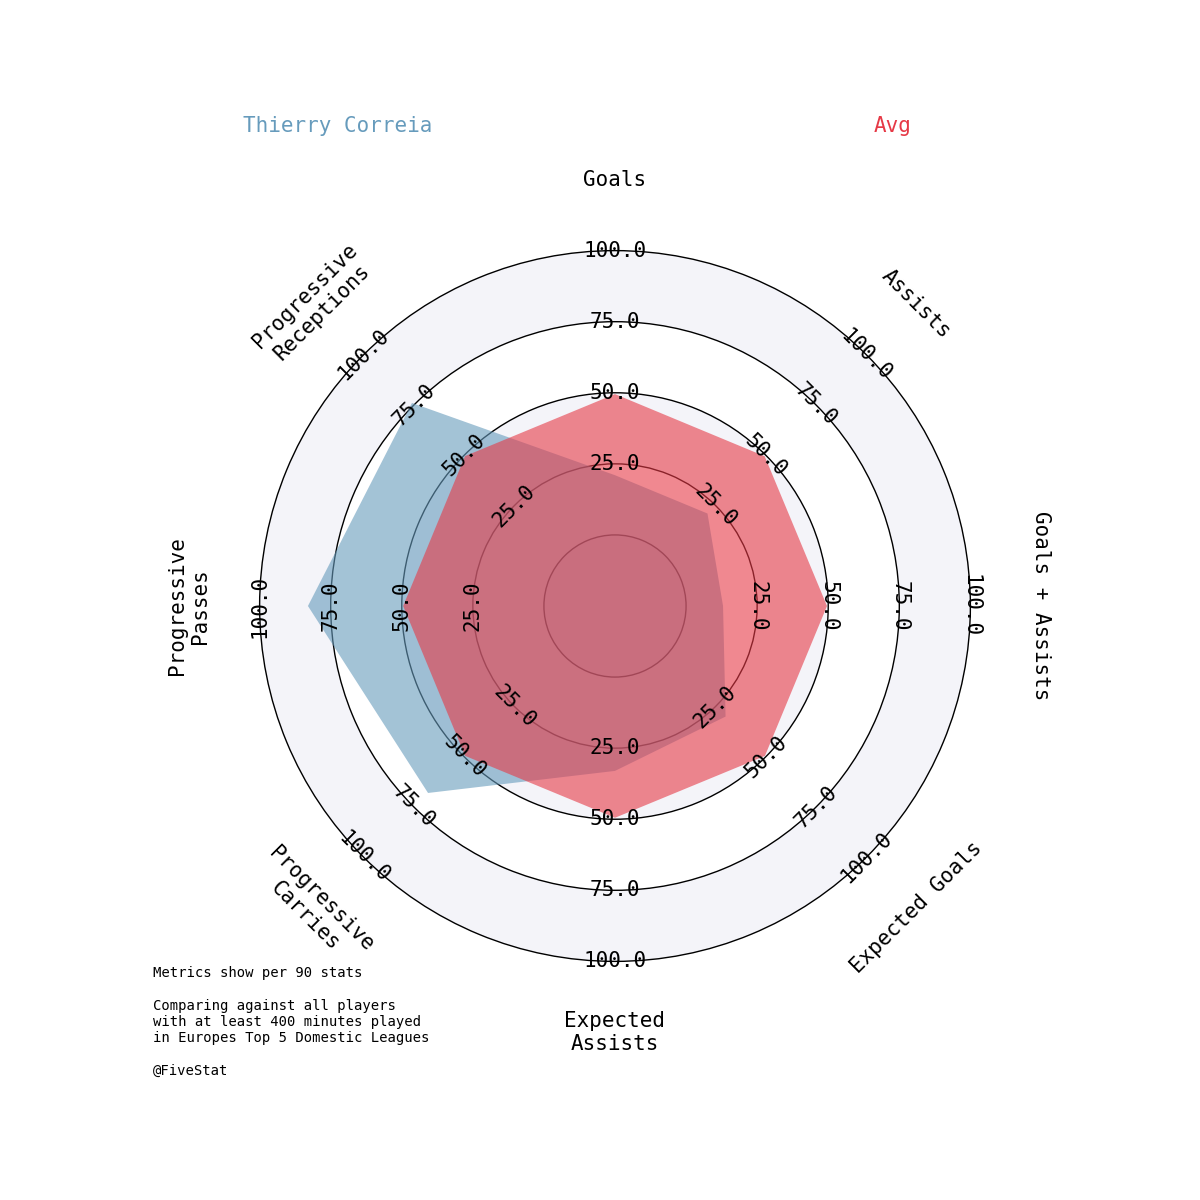 Thierry Correia
Avg
Goals
Progressive
Receptions
Assists
100.0
75.0
50.0
25.0
100.0
75.0
50.0
25.0
Goals + Assists
100.0
75.0
50.0
25.0
Expected Goals
100.0
75.0
50.0
25.0
Expected
Assists
100.0
75.0
50.0
25.0
Progressive
Carries
100.0
75.0
50.0
25.0
Progressive
Passes
100.0
75.0
50.0
25.0
100.0
75.0
50.0
25.0
Metrics show per 90 stats
Comparing against all players
with at least 400 minutes played
in Europes Top 5 Domestic Leagues
@FiveStat